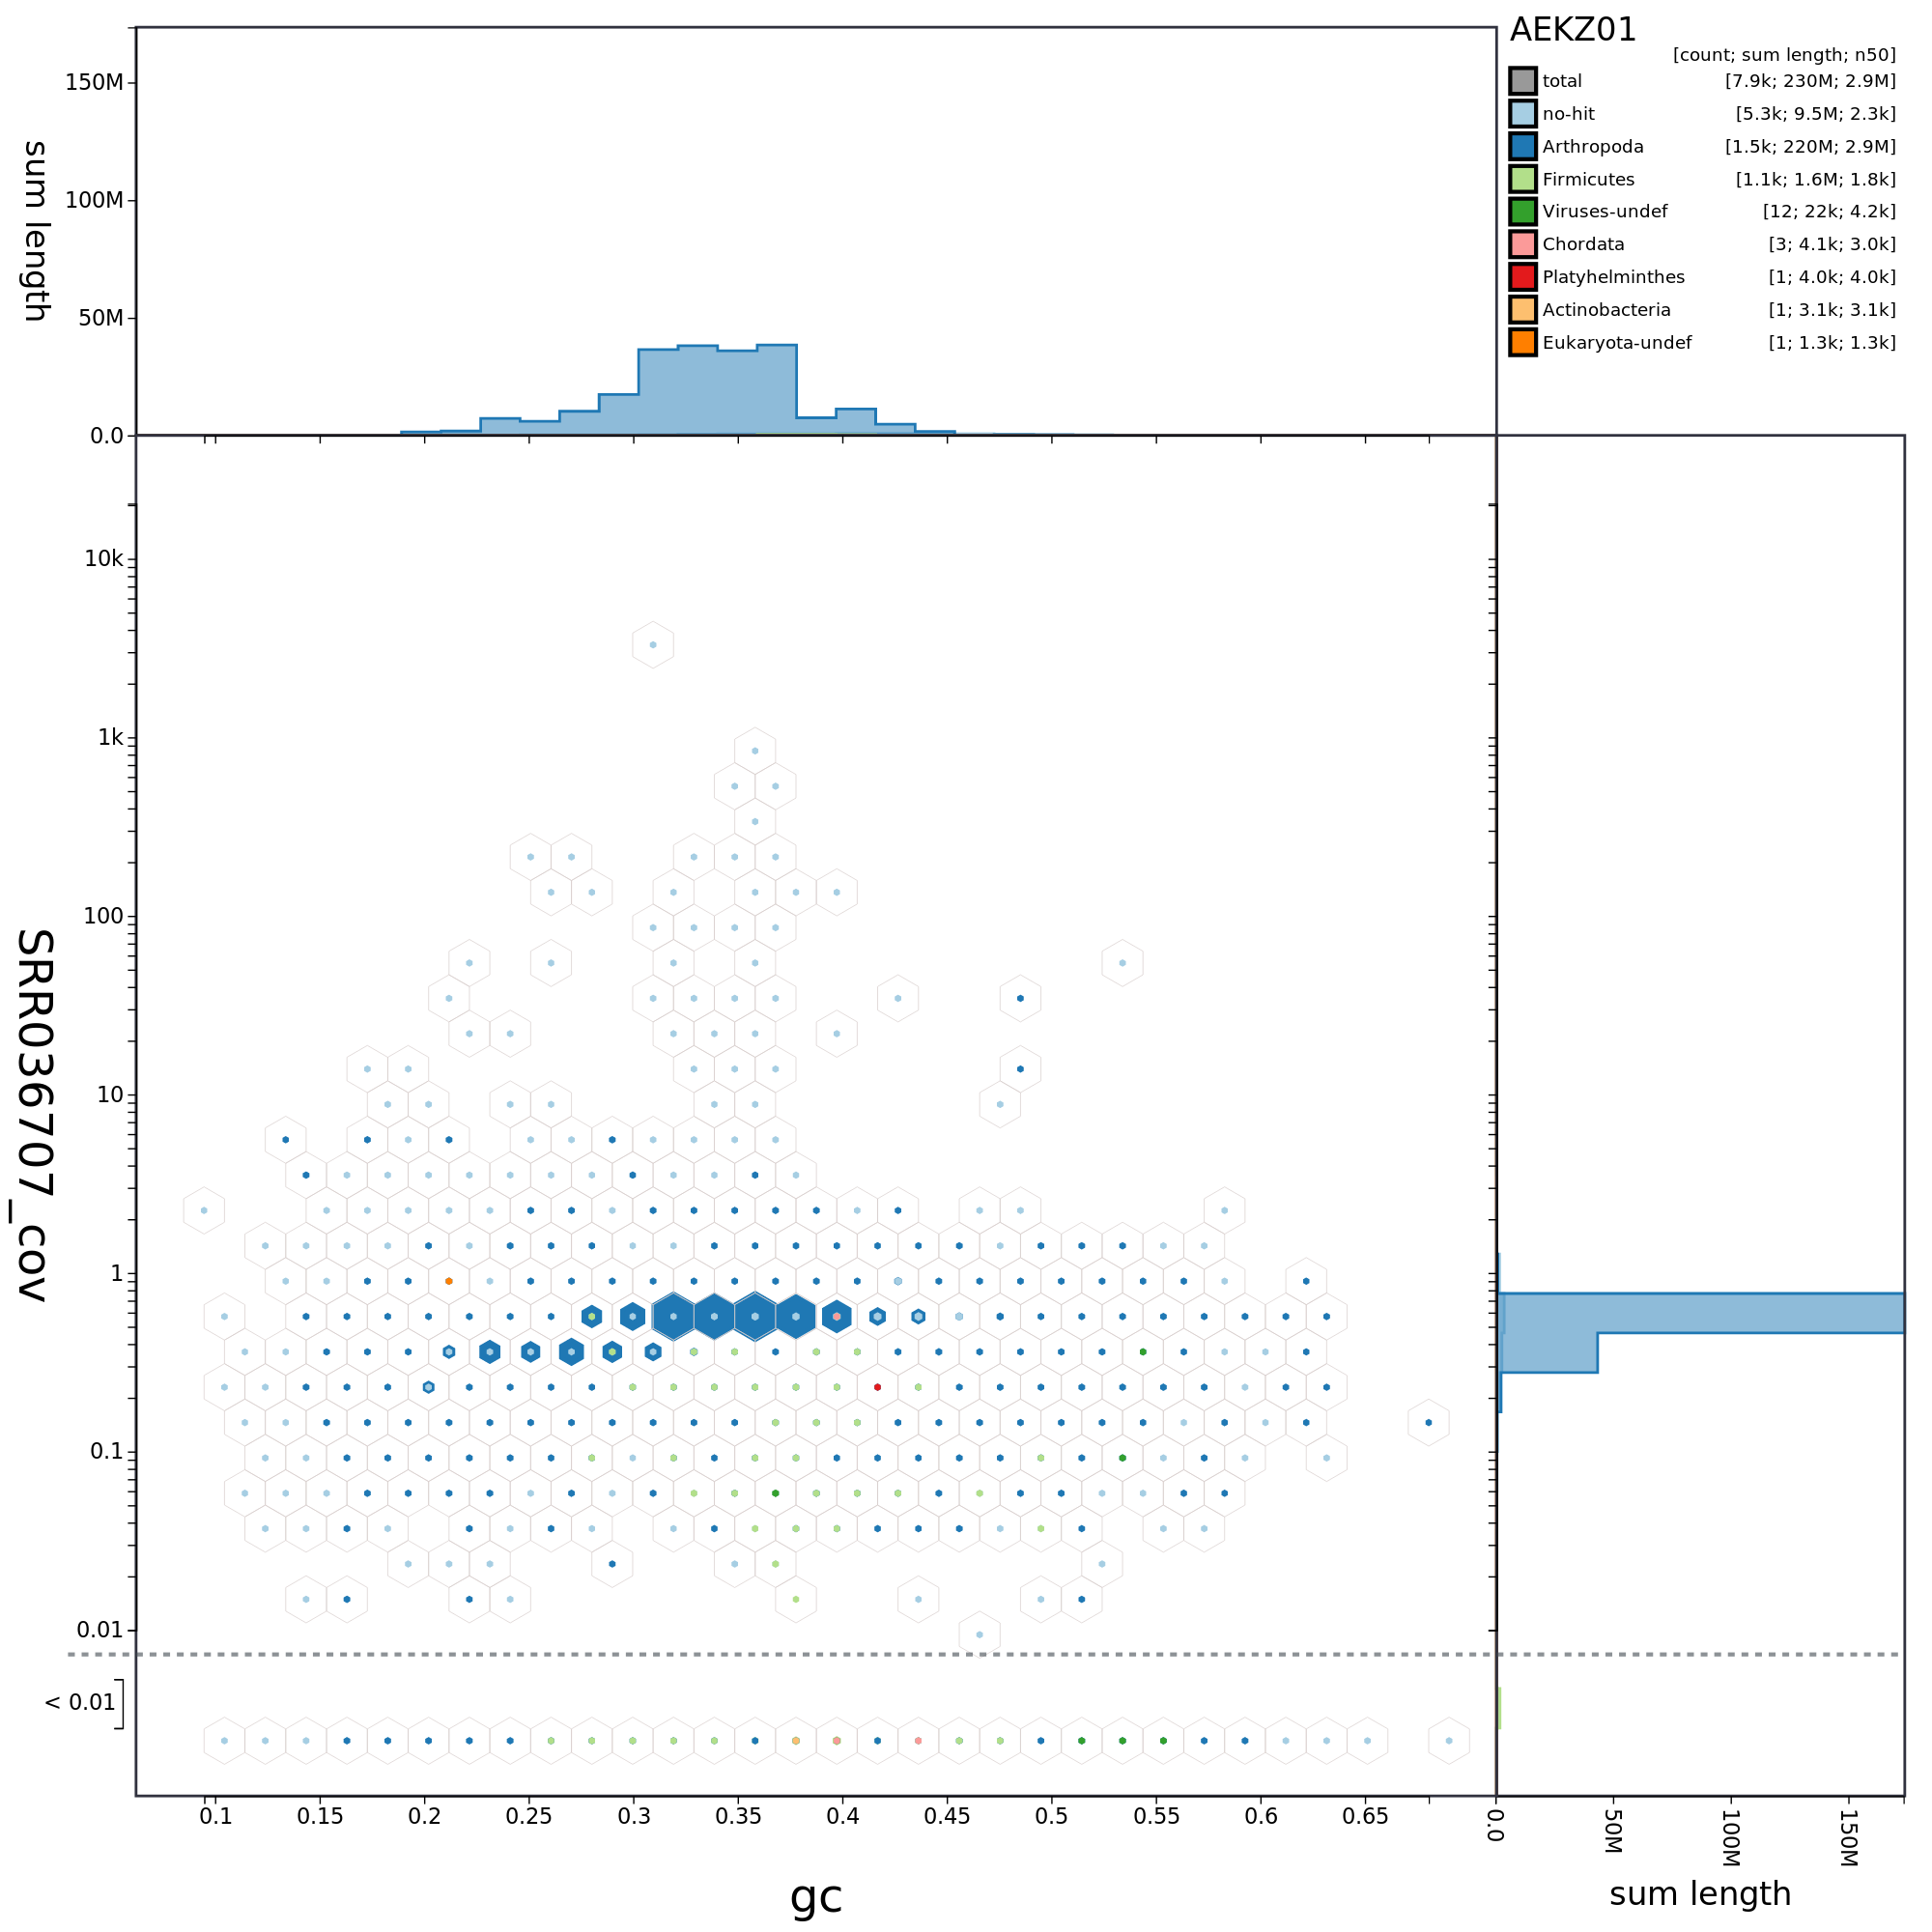 AEKZ01
[count; sum length; n50]
total [7.9k; 230M; 2.9M]
no-hit [5.3k; 9.5M; 2.3k]
Arthropoda [1.5k; 220M; 2.9M]
Firmicutes [1.1k; 1.6M; 1.8k]
Viruses-undef [12; 22k; 4.2k]
Chordata [3; 4.1k; 3.0k]
Platyhelminthes [1; 4.0k; 4.0k]
Actinobacteria [1; 3.1k; 3.1k]
Eukaryota-undef [1; 1.3k; 1.3k]
sum length
150M
100M
50M
0.0
SRR036707_cov
10k
1k
100
10
1
0.1
0.01
< 0.01
0.1 0.15 0.2 0.25 0.3 0.35 0.4 0.45 0.5 0.55 0.6 0.65
gc
0.0 50M 100M 150M
sum length